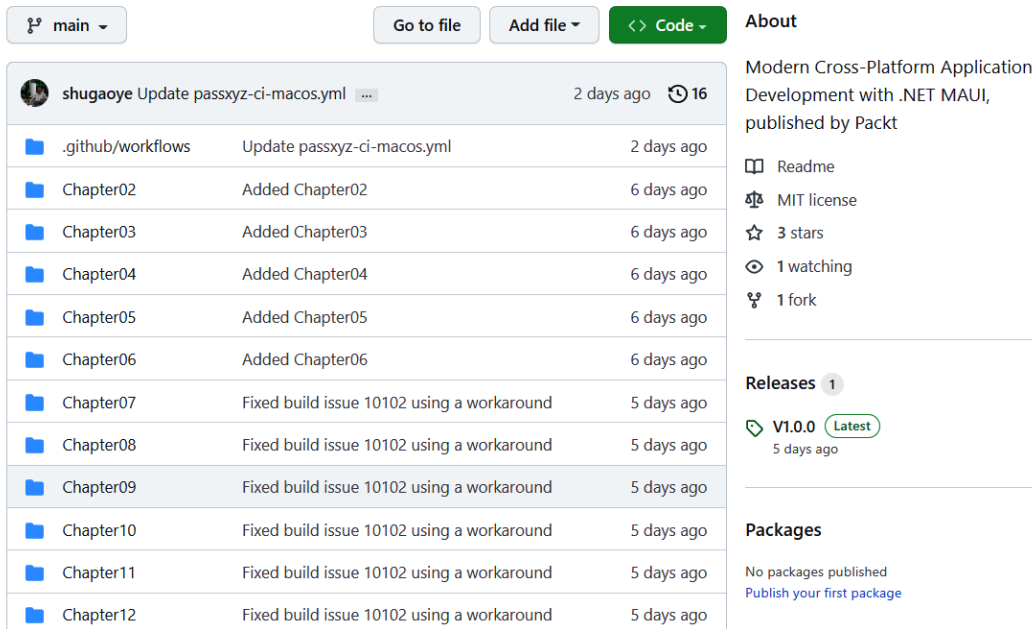 main
Go to file
Add file
<> Code
shugaoye Update passxyz-ci-macos.yml ... 2 days ago 16
.github/workflows Update passxyz-ci-macos.yml 2 days ago
Chapter02 Added Chapter02 6 days ago
Chapter03 Added Chapter03 6 days ago
Chapter04 Added Chapter04 6 days ago
Chapter05 Added Chapter05 6 days ago
Chapter06 Added Chapter06 6 days ago
Chapter07 Fixed build issue 10102 using a workaround 5 days ago
Chapter08 Fixed build issue 10102 using a workaround 5 days ago
Chapter09 Fixed build issue 10102 using a workaround 5 days ago
Chapter10 Fixed build issue 10102 using a workaround 5 days ago
Chapter11 Fixed build issue 10102 using a workaround 5 days ago
Chapter12 Fixed build issue 10102 using a workaround 5 days ago
About
Modern Cross-Platform Application
Development with .NET MAUI,
published by Packt
Readme
MIT license
3 stars
1 watching
1 fork
Releases 1
V1.0.0 Latest
5 days ago
Packages
No packages published
Publish your first package